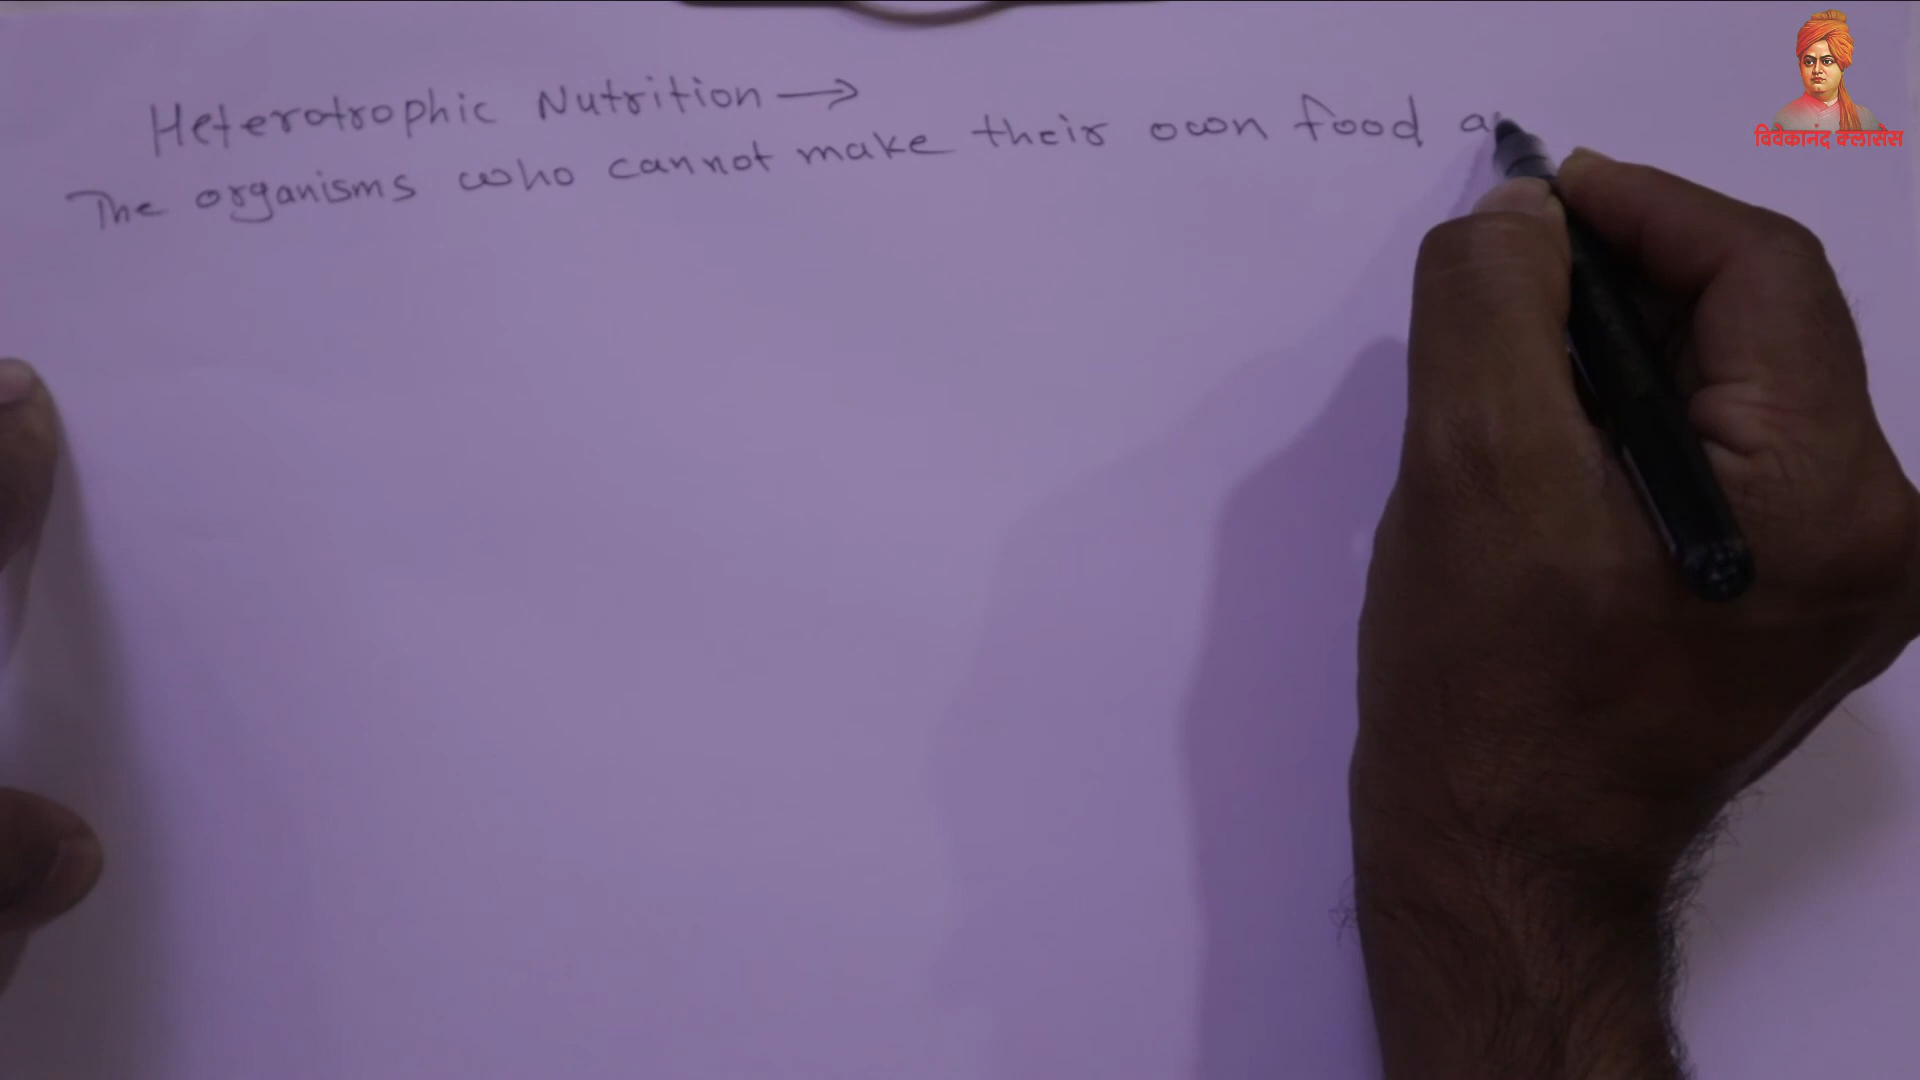 Heterotrophic Nutrition →
The organisms who cannot make their own food
विवेकानंद क्लासेस